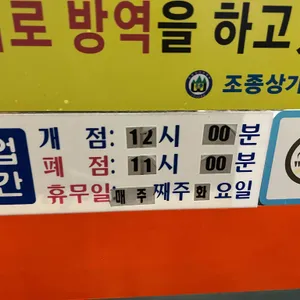 로 방역을 하고,
조종상가
업
간
개 점: 12시 00분
폐 점: 11시 00분
휴무일: 매주 째주 화요일